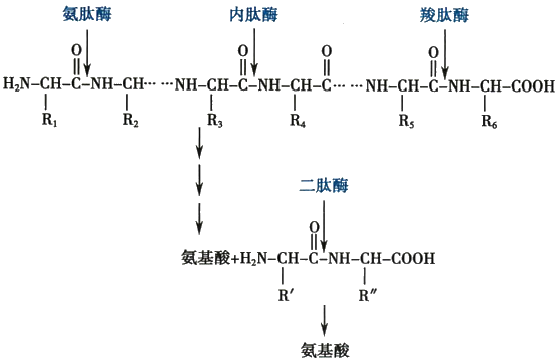 氨肽酶 内肽酶 羧肽酶
O O O O
H₂N-CH-C-NH-CH··· ···NH-CH-C-NH-CH-C··· ···NH-CH-C-NH-CH-COOH
R₁ R₂ R₃ R₄ R₅ R₆
二肽酶
O
氨基酸+H₂N-CH-C-NH-CH-COOH
R′ R″
氨基酸